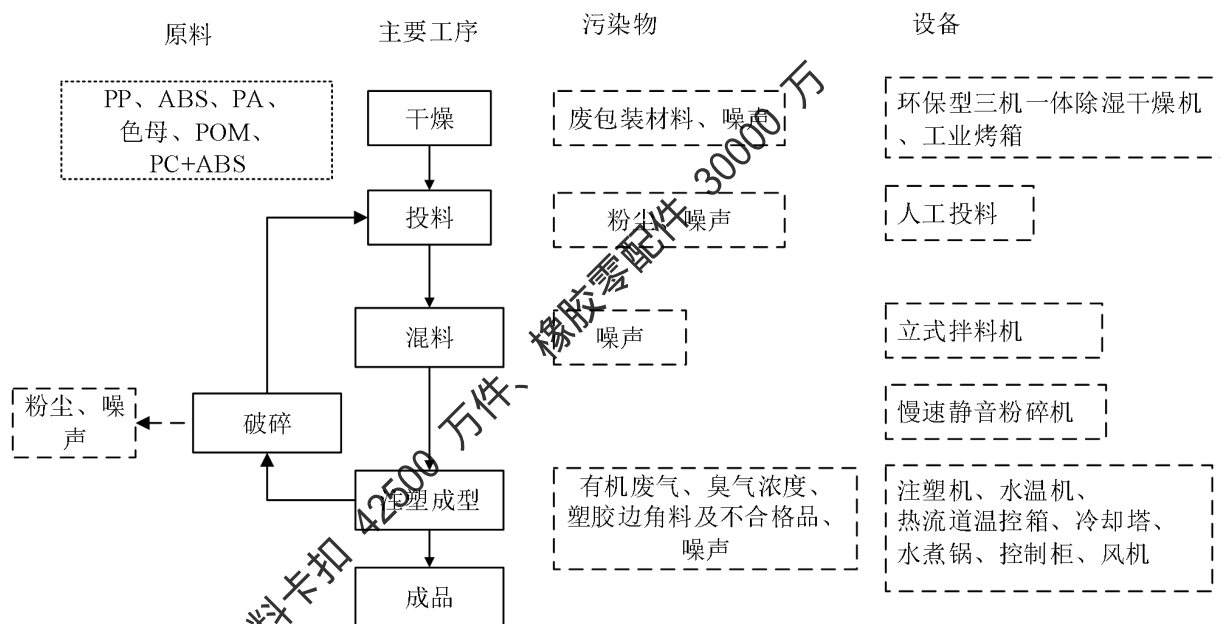 原料
主要工序
污染物
设备
PP、ABS、PA、
色母、POM、
PC+ABS
干燥
废包装材料、噪声
环保型三机一体除湿干燥机
、工业烤箱
投料
粉尘、噪声
人工投料
混料
噪声
立式拌料机
粉尘、噪
声
破碎
慢速静音粉碎机
注塑成型
有机废气、臭气浓度、
塑胶边角料及不合格品、
噪声
注塑机、水温机、
热流道温控箱、冷却塔、
水煮锅、控制柜、风机
成品
料卡扣 42500 万件、橡胶零配件 30000 万